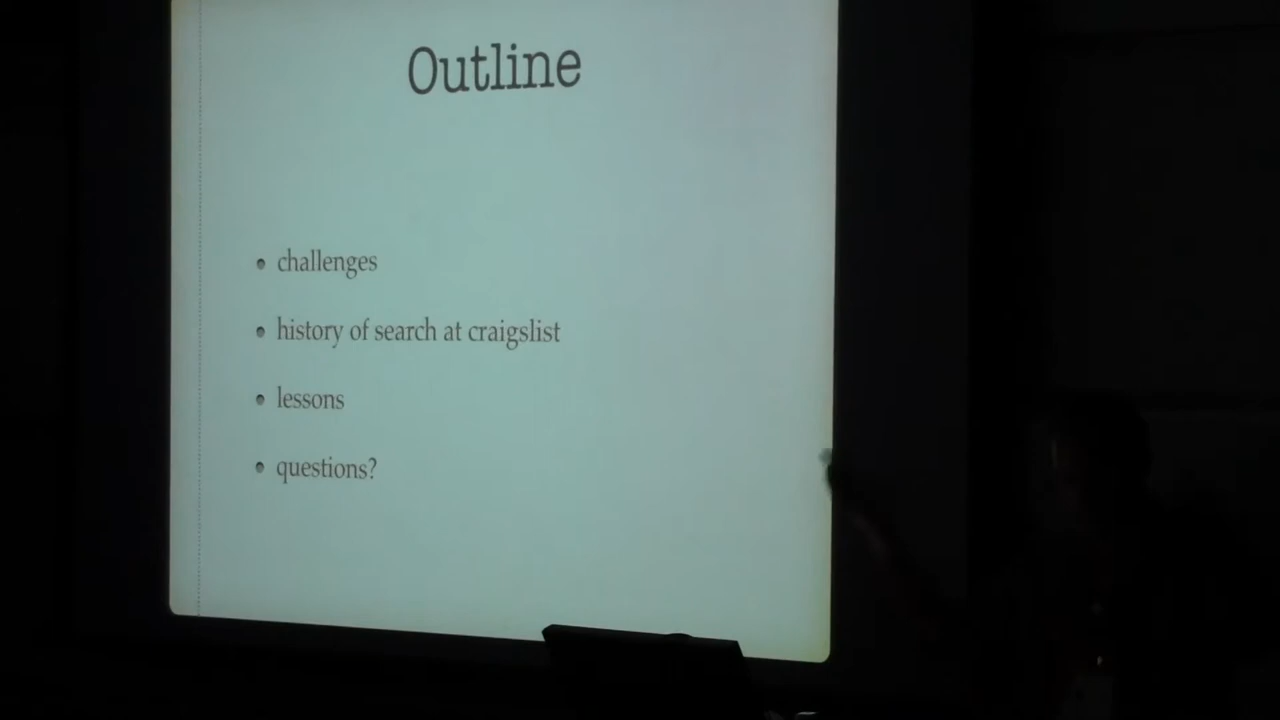 Outline
• challenges
• history of search at craigslist
• lessons
• questions?